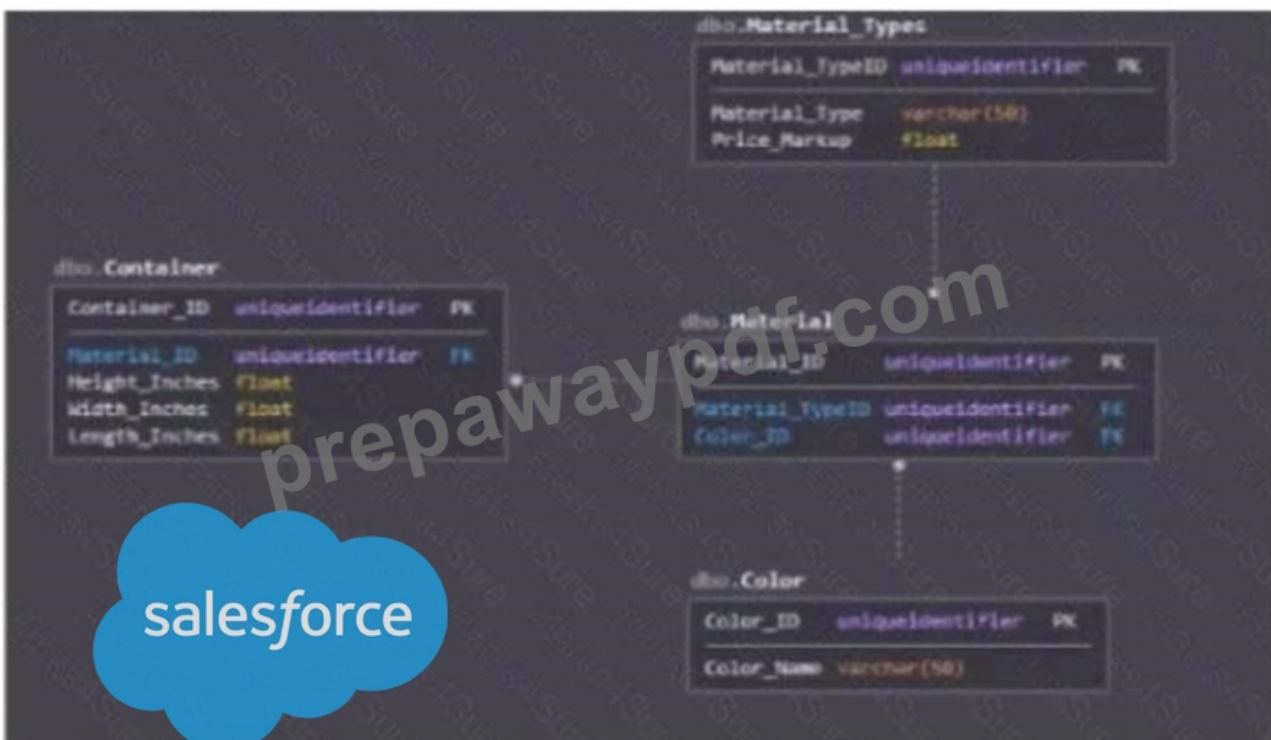 dbo.Material_Types
Material_TypeID uniqueidentifier PK
Material_Type varchar(50)
Price_Markup float
dbo.Container
Container_ID uniqueidentifier PK
Material_ID uniqueidentifier FK
Height_Inches float
Width_Inches float
Length_Inches float
dbo.Material
Material_ID uniqueidentifier PK
Material_TypeID uniqueidentifier FK
Color_ID uniqueidentifier FK
prepawaypdf.com
salesforce
dbo.Color
Color_ID uniqueidentifier PK
Color_Name varchar(50)